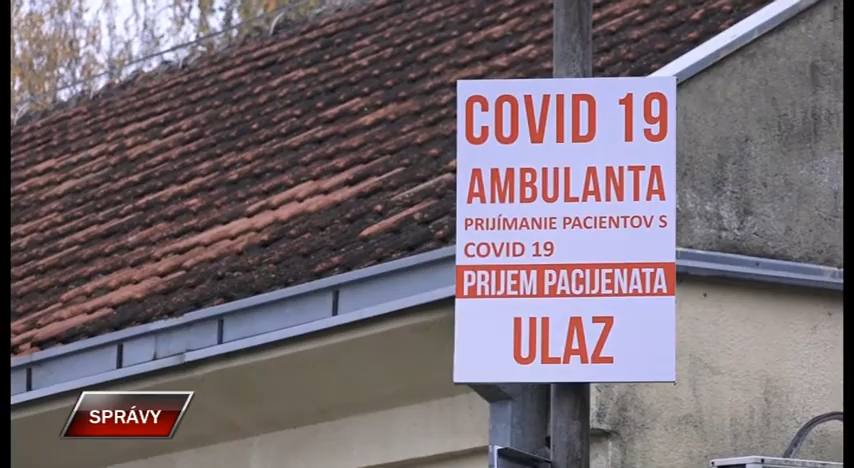 COVID 19
AMBULANTA
PRIJÍMANIE PACIENTOV S
COVID 19
PRIJEM PACIJENATA
ULAZ
SPRÁVY